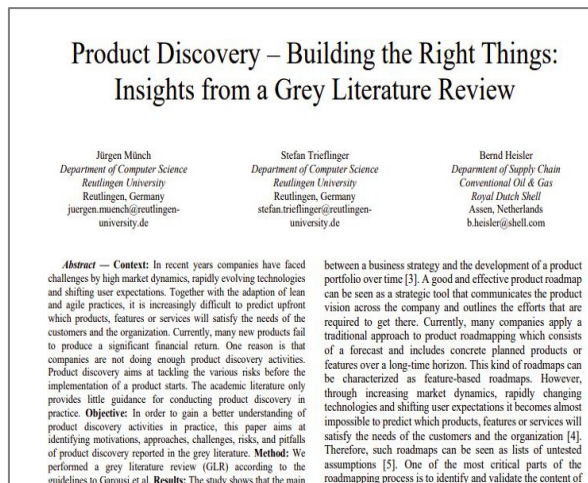 Product Discovery – Building the Right Things:
Insights from a Grey Literature Review
Jürgen Münch
Department of Computer Science
Reutlingen University
Reutlingen, Germany
juergen.muench@reutlingen-
university.de
Stefan Trieflinger
Department of Computer Science
Reutlingen University
Reutlingen, Germany
stefan.trieflinger@reutlingen-
university.de
Bernd Heisler
Deparmtent of Supply Chain
Conventional Oil & Gas
Royal Dutch Shell
Assen, Netherlands
b.heisler@shell.com
Abstract — Context: In recent years companies have faced
challenges by high market dynamics, rapidly evolving technologies
and shifting user expectations. Together with the adaption of lean
and agile practices, it is increasingly difficult to predict upfront
which products, features or services will satisfy the needs of the
customers and the organization. Currently, many new products fail
to produce a significant financial return. One reason is that
companies are not doing enough product discovery activities.
Product discovery aims at tackling the various risks before the
implementation of a product starts. The academic literature only
provides little guidance for conducting product discovery in
practice. Objective: In order to gain a better understanding of
product discovery activities in practice, this paper aims at
identifying motivations, approaches, challenges, risks, and pitfalls
of product discovery reported in the grey literature. Method: We
performed a grey literature review (GLR) according to the
guidelines to Garousi et al. Results: The study shows that the main
between a business strategy and the development of a product
portfolio over time [3]. A good and effective product roadmap
can be seen as a strategic tool that communicates the product
vision across the company and outlines the efforts that are
required to get there. Currently, many companies apply a
traditional approach to product roadmapping which consists
of a forecast and includes concrete planned products or
features over a long-time horizon. This kind of roadmaps can
be characterized as feature-based roadmaps. However,
through increasing market dynamics, rapidly changing
technologies and shifting user expectations it becomes almost
impossible to predict which products, features or services will
satisfy the needs of the customers and the organization [4].
Therefore, such roadmaps can be seen as lists of untested
assumptions [5]. One of the most critical parts of the
roadmapping process is to identify and validate the content of